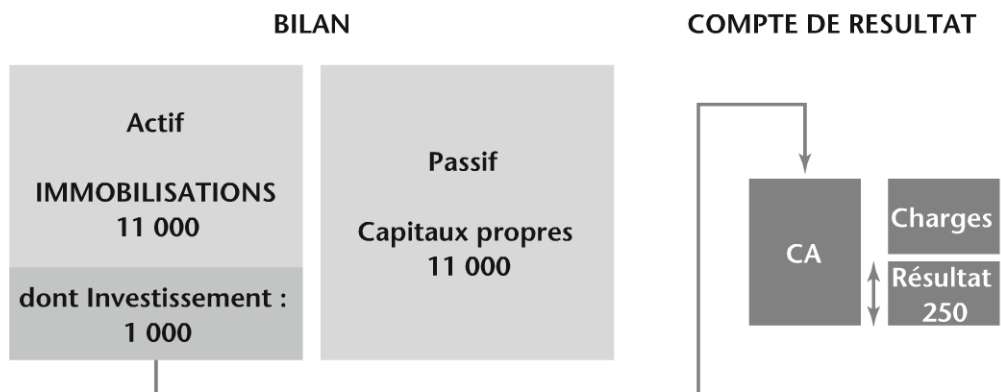 BILAN
COMPTE DE RESULTAT
Actif
IMMOBILISATIONS
11 000
dont Investissement :
1 000
Passif
Capitaux propres
11 000
CA
Charges
Résultat
250